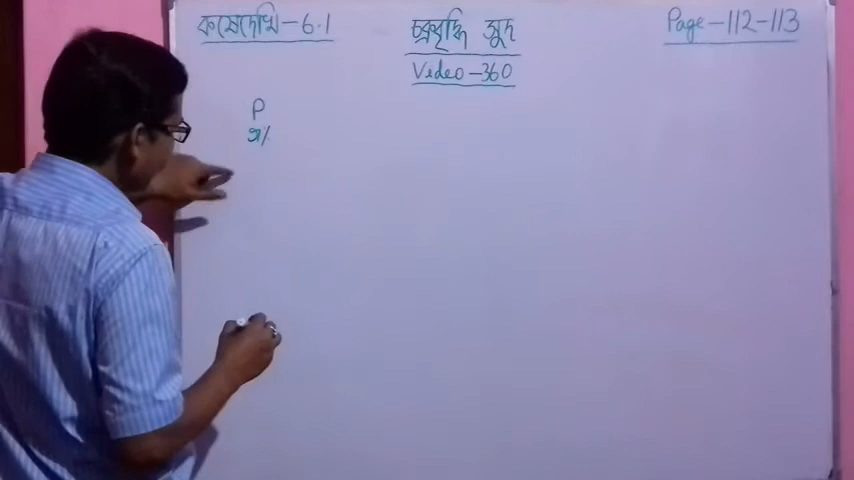 কষেদেখি-6.1
চক্রবৃদ্ধি সুদ
Page-112-113
Video-360
P
r%